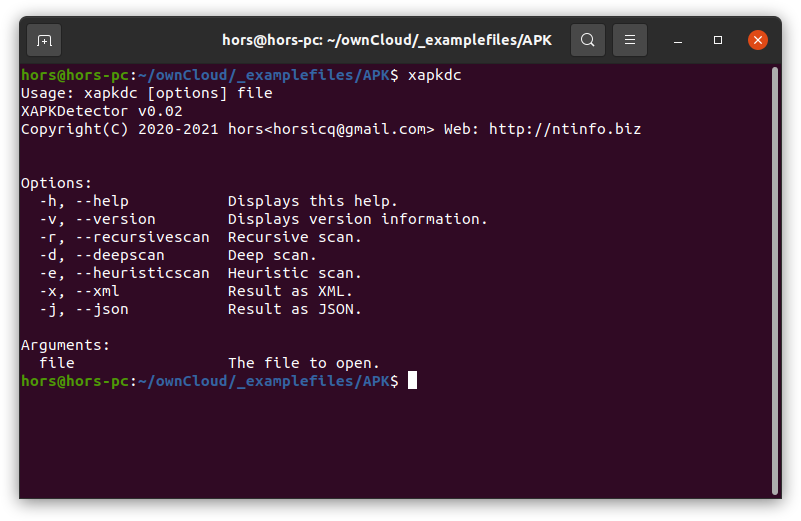 hors@hors-pc: ~/ownCloud/_examplefiles/APK
hors@hors-pc:~/ownCloud/_examplefiles/APK$ xapkdc
Usage: xapkdc [options] file
XAPKDetector v0.02
Copyright(C) 2020-2021 hors<horsicq@gmail.com> Web: http://ntinfo.biz
Options:
-h, --help Displays this help.
-v, --version Displays version information.
-r, --recursivescan Recursive scan.
-d, --deepscan Deep scan.
-e, --heuristicscan Heuristic scan.
-x, --xml Result as XML.
-j, --json Result as JSON.
Arguments:
file The file to open.
hors@hors-pc:~/ownCloud/_examplefiles/APK$